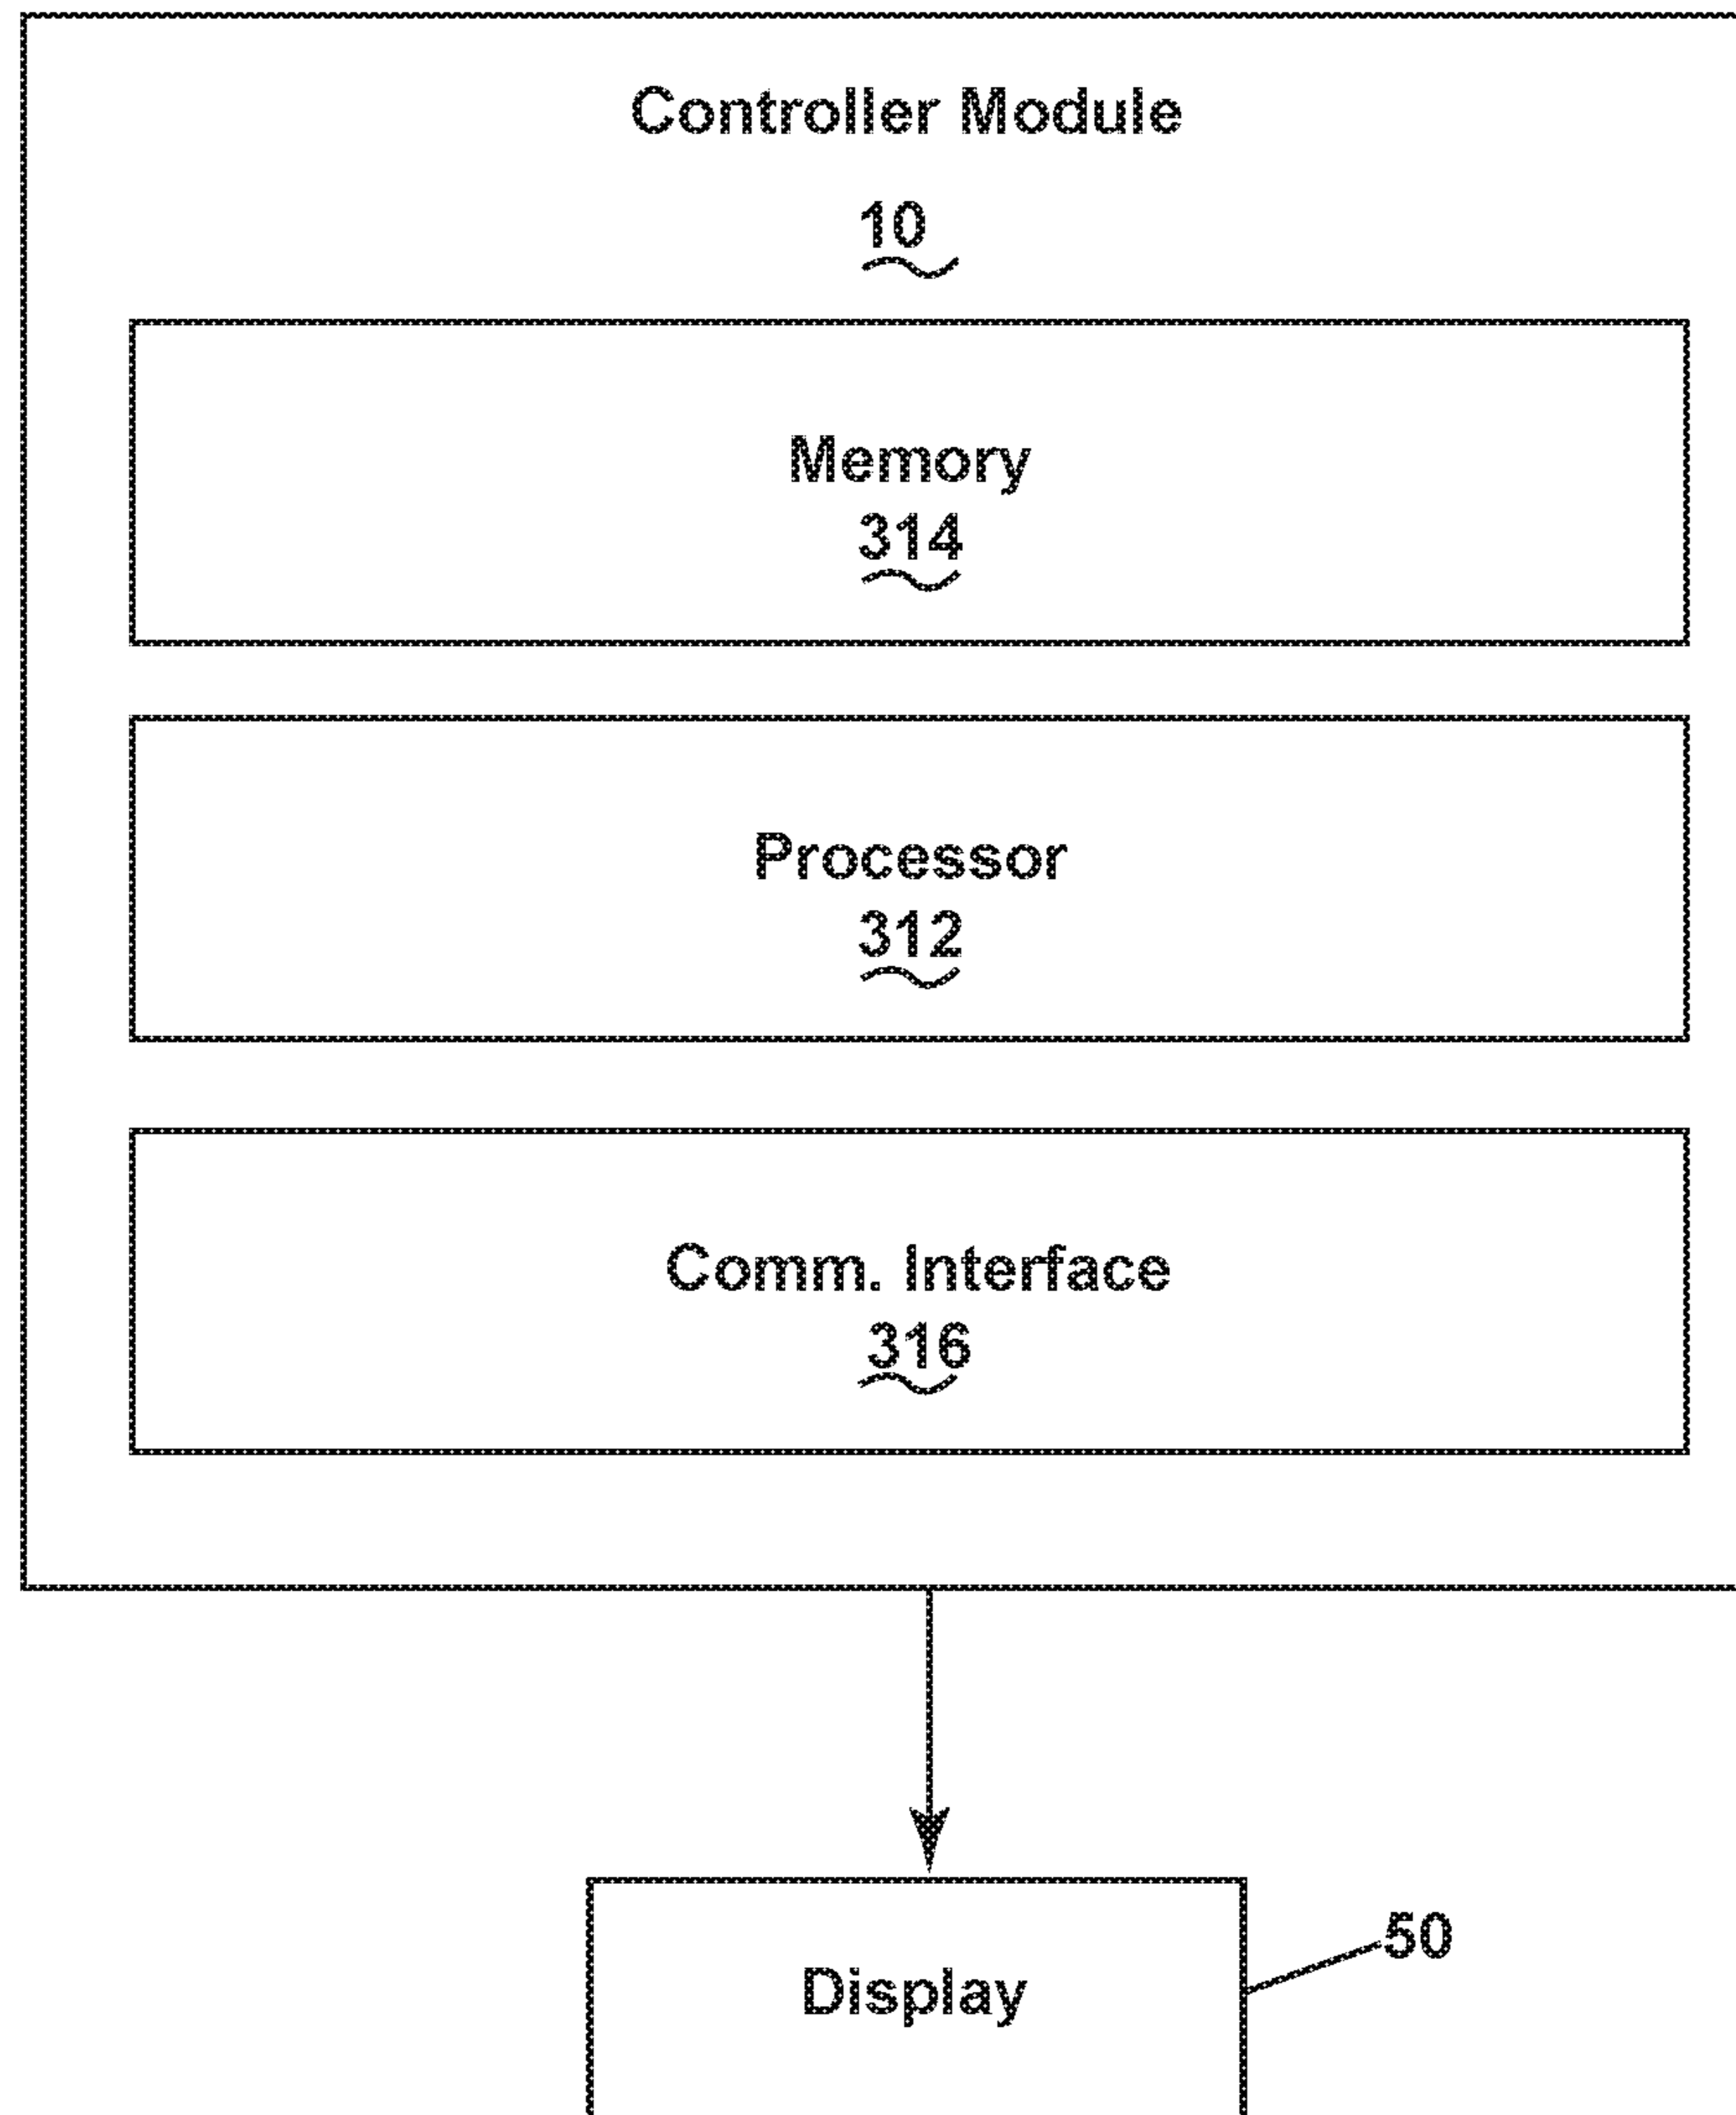 Controller Module
10
Memory
314
Processor
312
Comm. Interface
316
50
Display